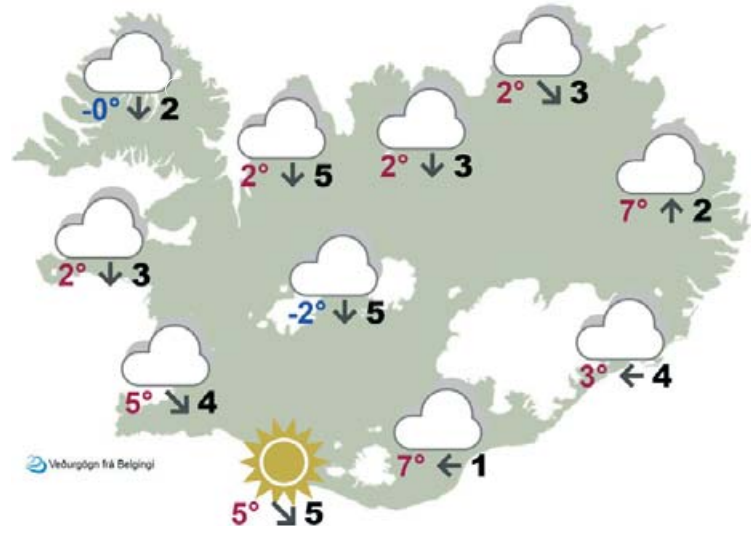 2° ↘ 3
-0° ↓ 2
2° ↓ 5
2° ↓ 3
7° ↑ 2
2° ↓ 3
-2° ↓ 5
5° ↘ 4
3° ← 4
7° ← 1
Veðurgögn frá Belgingi
5° ↘ 5